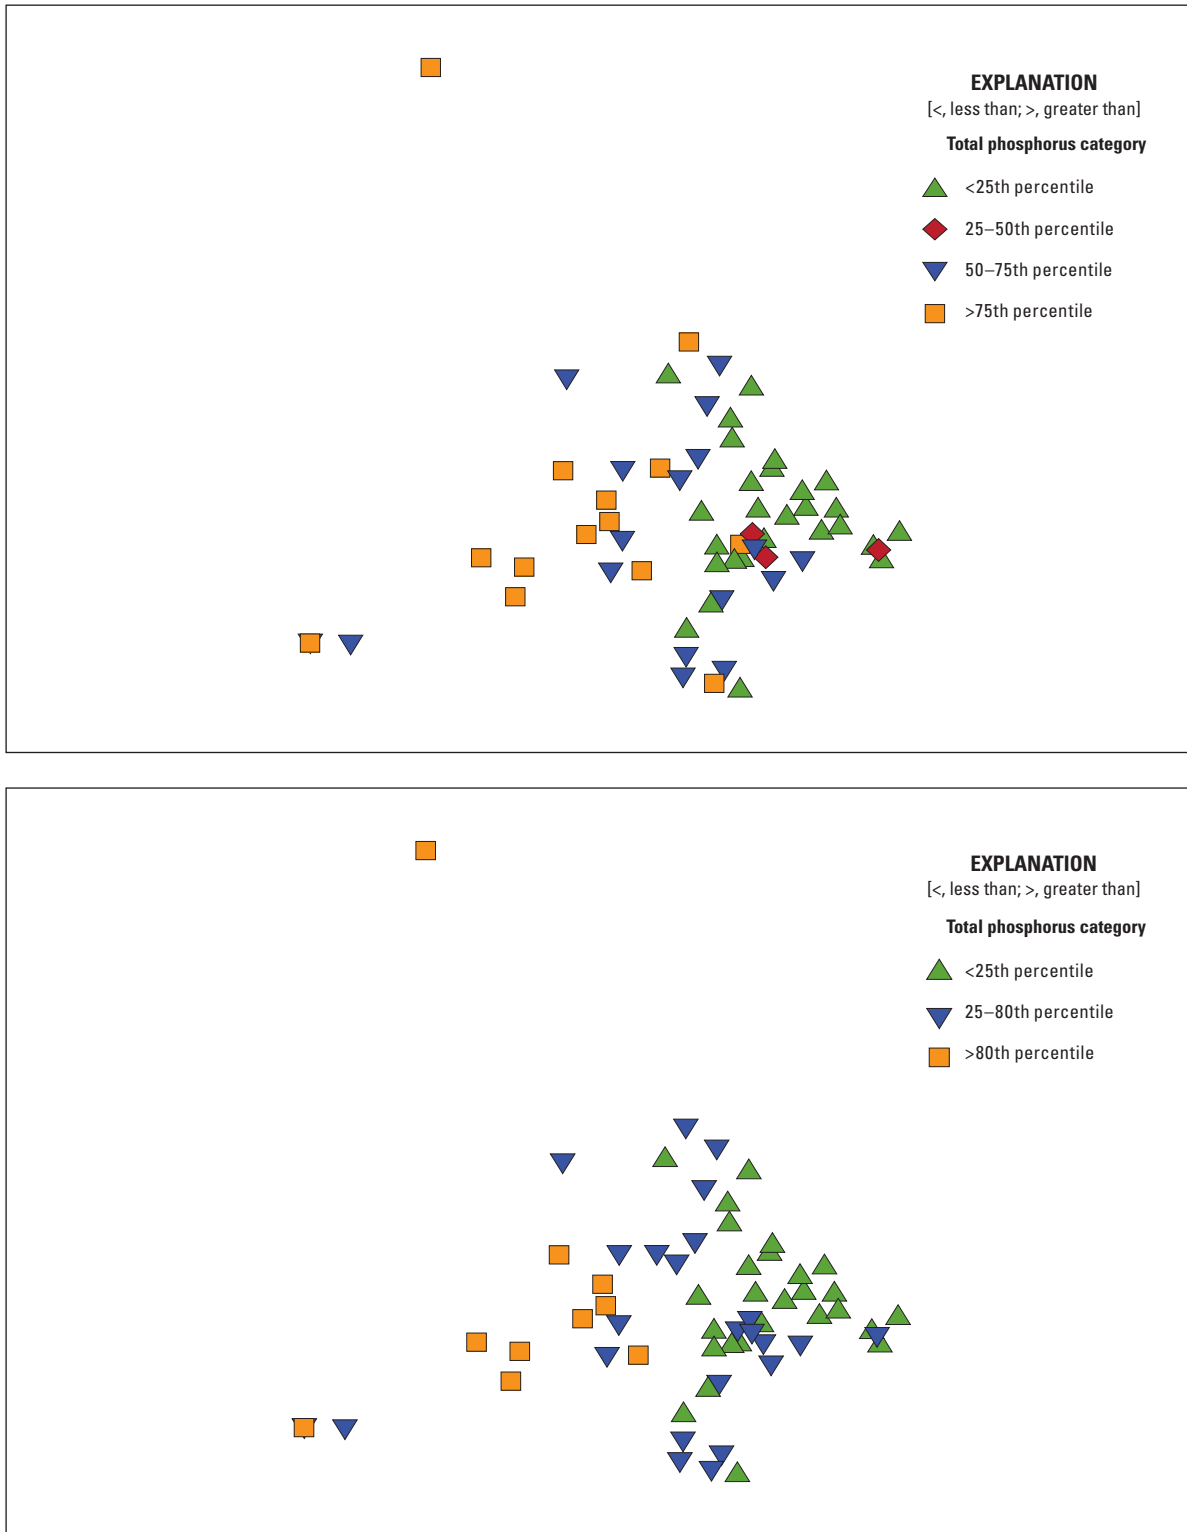 EXPLANATION
[<, less than; >, greater than]
Total phosphorus category
<25th percentile
25–50th percentile
50–75th percentile
>75th percentile
EXPLANATION
[<, less than; >, greater than]
Total phosphorus category
<25th percentile
25–80th percentile
>80th percentile